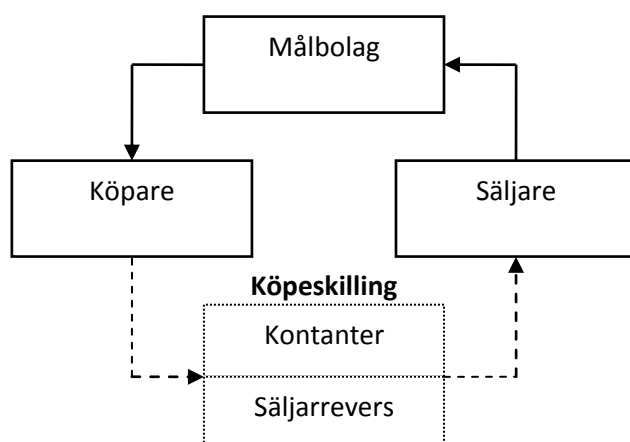 Målbolag
Köpare
Säljare
Köpeskilling
Kontanter
Säljarrevers